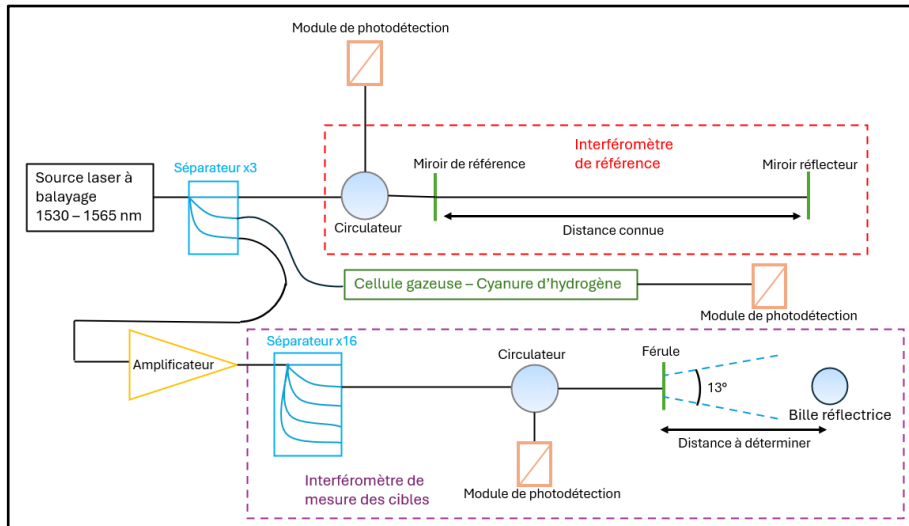 Module de photodétection
Interféromètre
de référence
Source laser à
balayage
1530 – 1565 nm
Séparateur x3
Miroir de référence
Miroir réflecteur
Circulateur
Distance connue
Cellule gazeuse – Cyanure d’hydrogène
Module de photodétection
Amplificateur
Séparateur x16
Circulateur
Férule
13º
Bille réflectrice
Distance à déterminer
Interféromètre de
mesure des cibles
Module de photodétection